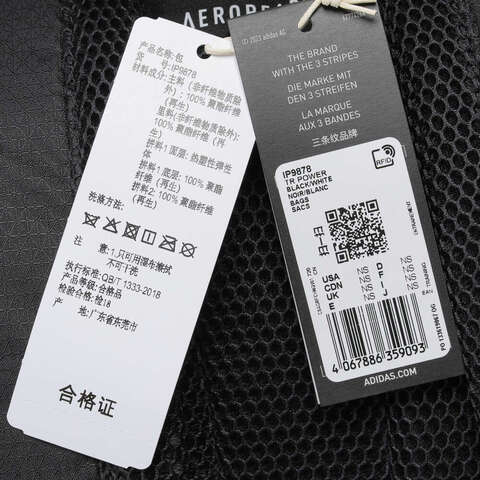 AEROREADY
产品名称:包
货 号:IP9878
材料成分:主料(非纤维物质除
外):100% 聚酯纤维
(再生)
里料(非纤维物质除外):
100% 聚酯纤维(再生)
拼料1 面层:热塑性弹性
体
拼料1 底层:100% 聚酯
纤维(再生)
拼料2:100% 聚酯纤维
(再生)
洗涤方法:
注 意:1.只可用湿布擦拭
不可干洗
执行标准:QB/T 1333-2018
产品等级:合格品
检验合格:检18
产 地:广东省东莞市
合格证
© 2023 adidas AG
THE BRAND
WITH THE 3 STRIPES
DIE MARKE MIT
DEN 3 STREIFEN
LA MARQUE
AUX 3 BANDES
三条纹品牌
RFID
IP9878
TR POWER
BLACK/WHITE
NOIR/BLANC
BAGS
SACS
USA NS D NS
CDN NS F NS
UK NS I NS
E NS J NS
TRAINING
4 067886 359093
ADIDAS.COM